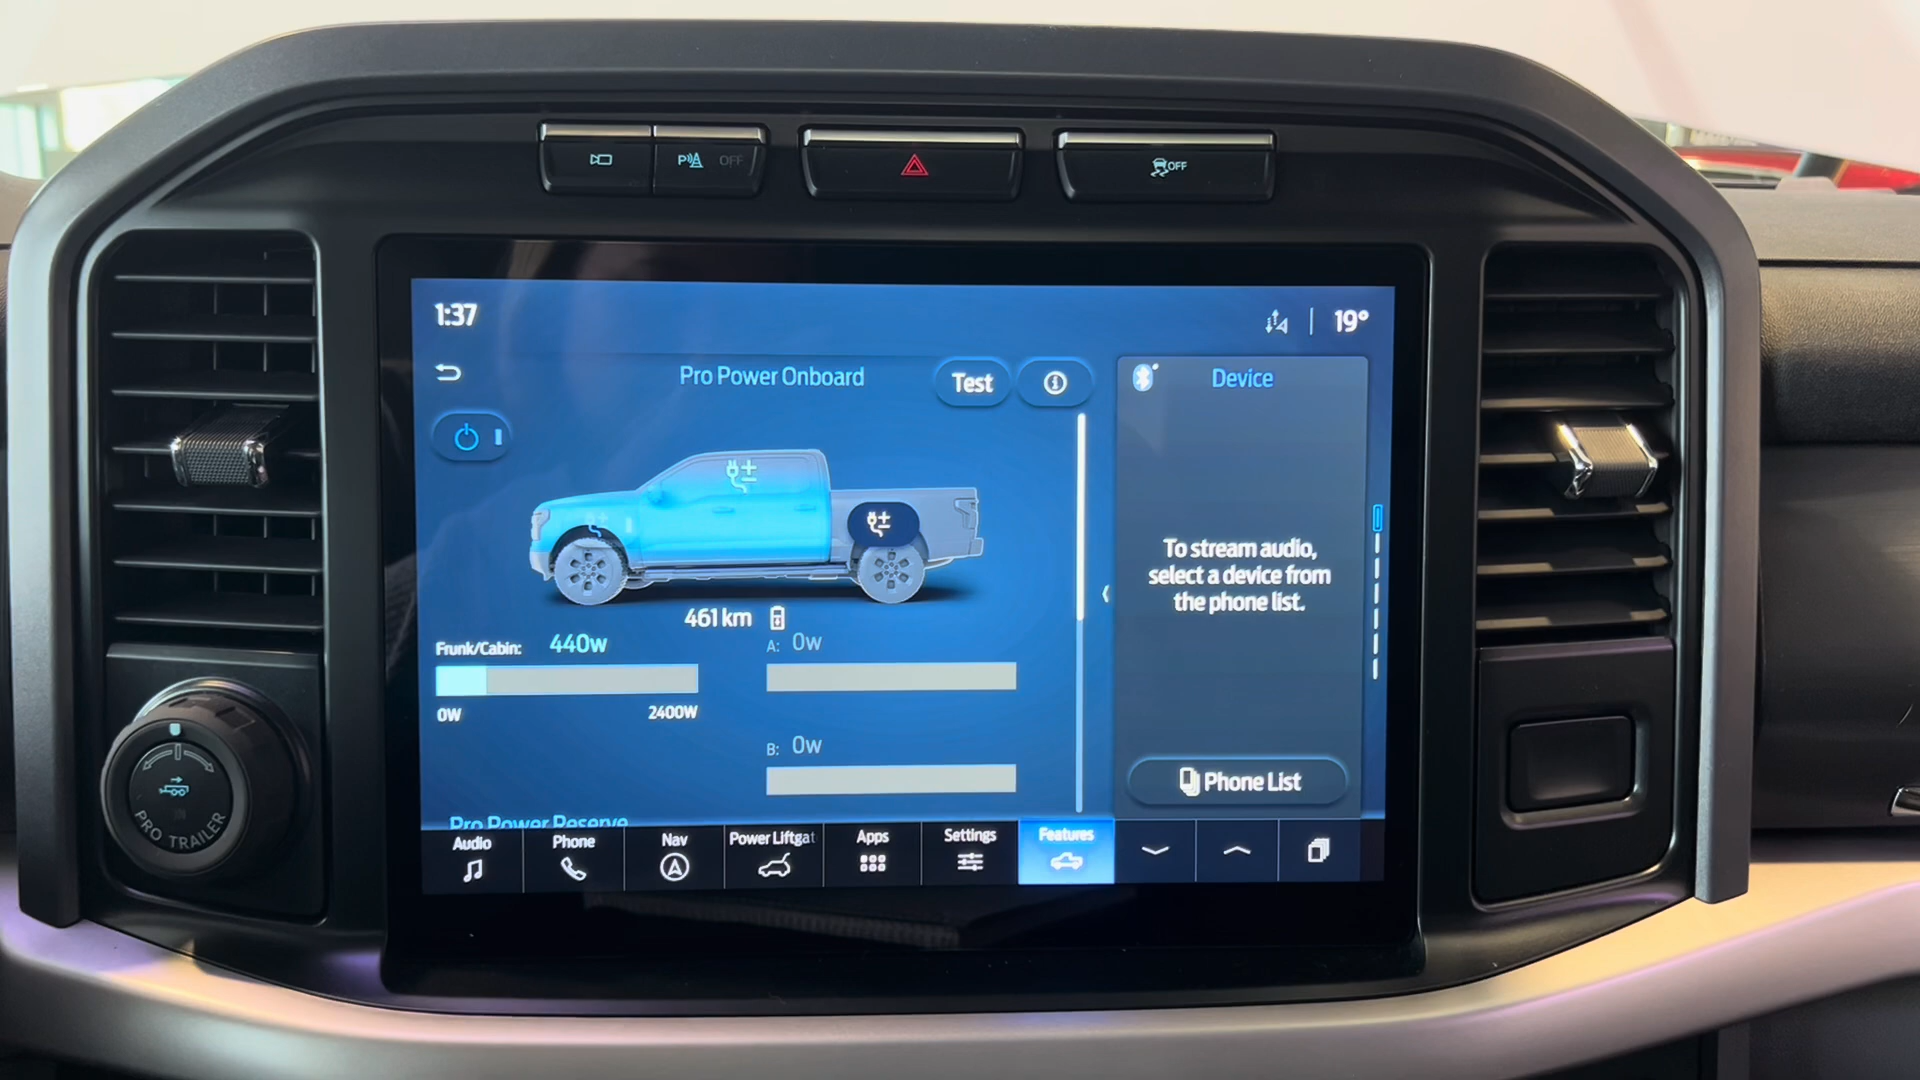 P OFF
OFF
1:37
19°
Pro Power Onboard
Test
Device
461 km
Frunk/Cabin: 440w
0W 2400W
A: 0w
B: 0w
Pro Power Reserve
To stream audio,
select a device from
the phone list.
Phone List
Audio
Phone
Nav
Power Liftgat
Apps
Settings
Features
PRO TRAILER